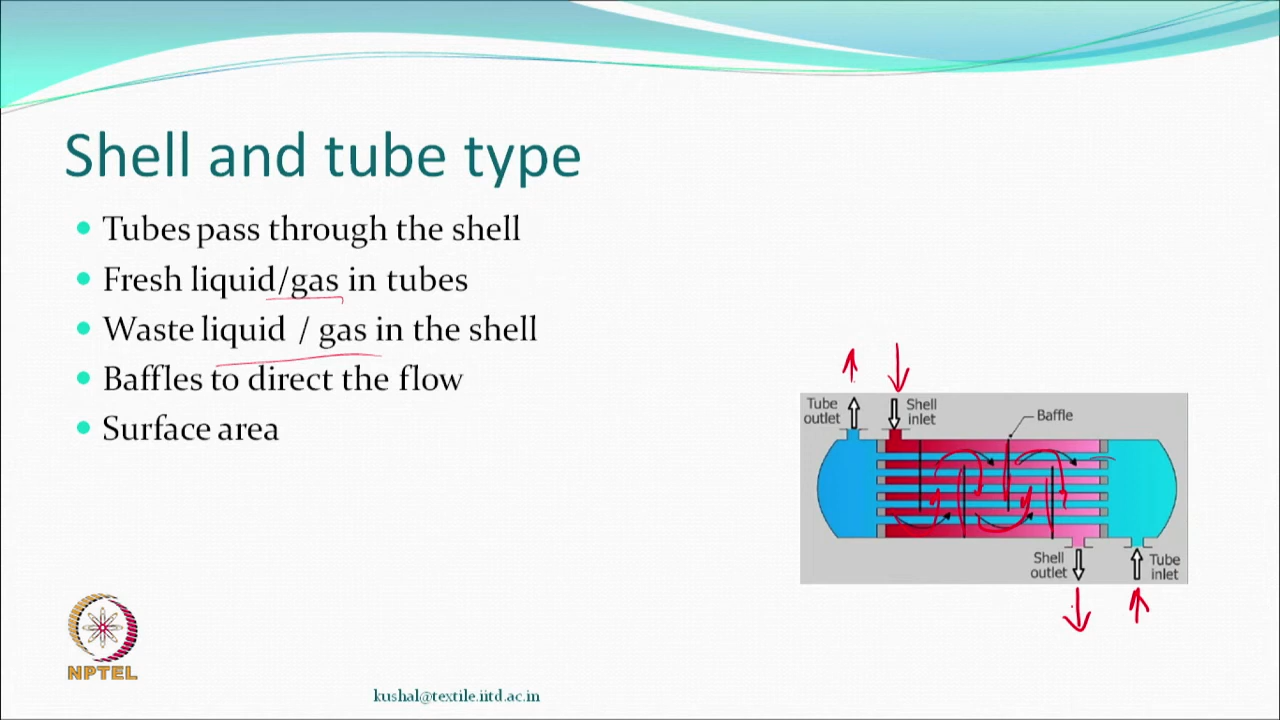 Shell and tube type
Tubes pass through the shell
Fresh liquid/gas in tubes
Waste liquid / gas in the shell
Baffles to direct the flow
Surface area
Tube
outlet
Shell
inlet
Baffle
Shell
outlet
Tube
inlet
NPTEL
kushal@textile.iitd.ac.in